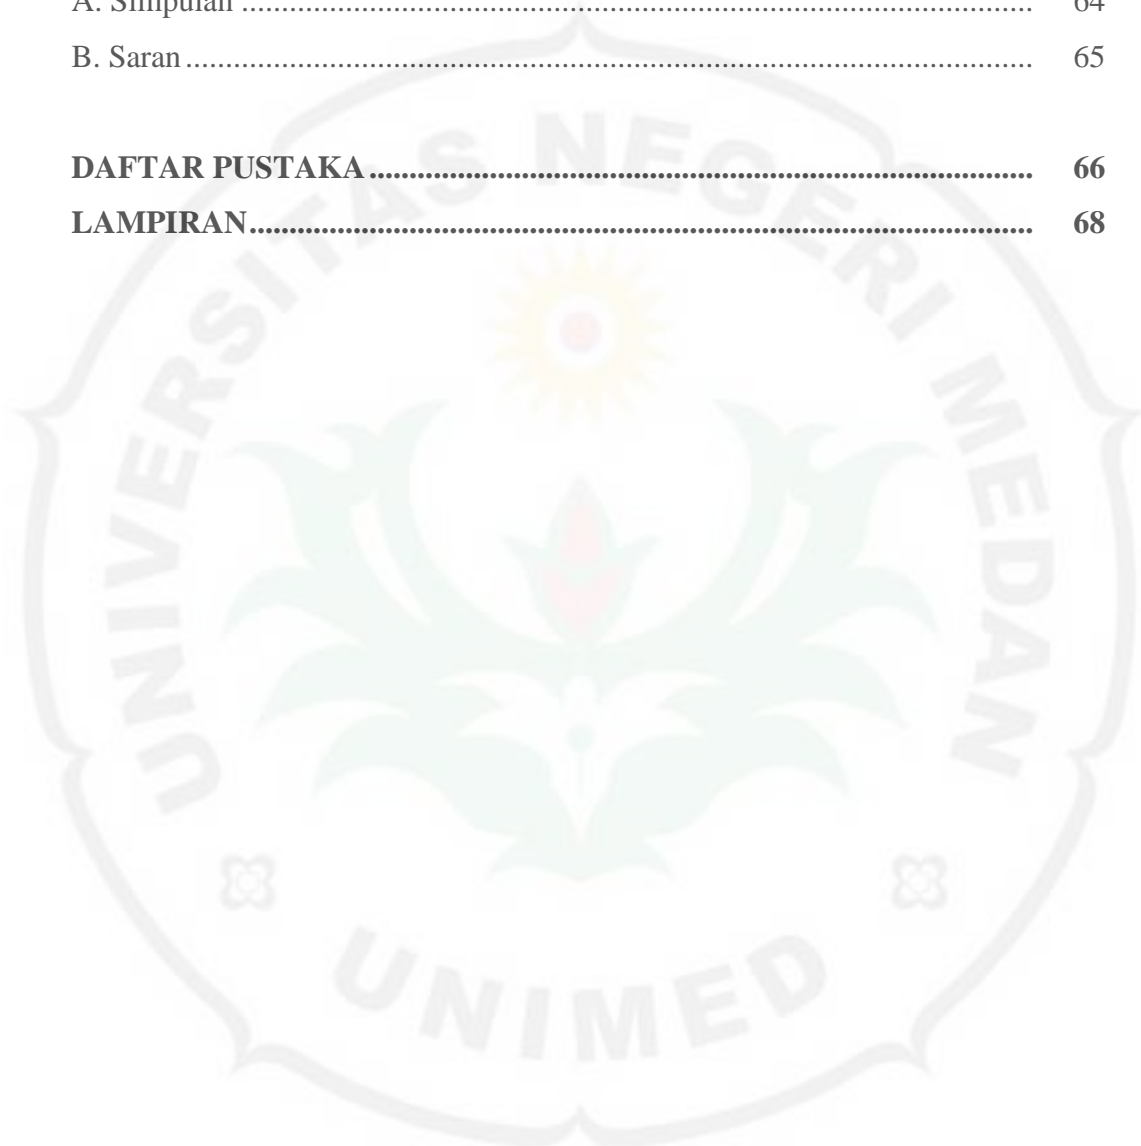 A. Simpulan ........................................................................................................ 64
B. Saran ............................................................................................................. 65
DAFTAR PUSTAKA ................................................................................... 66
LAMPIRAN .................................................................................................. 68
UNIVERSITAS NEGERI MEDAN
UNIMED